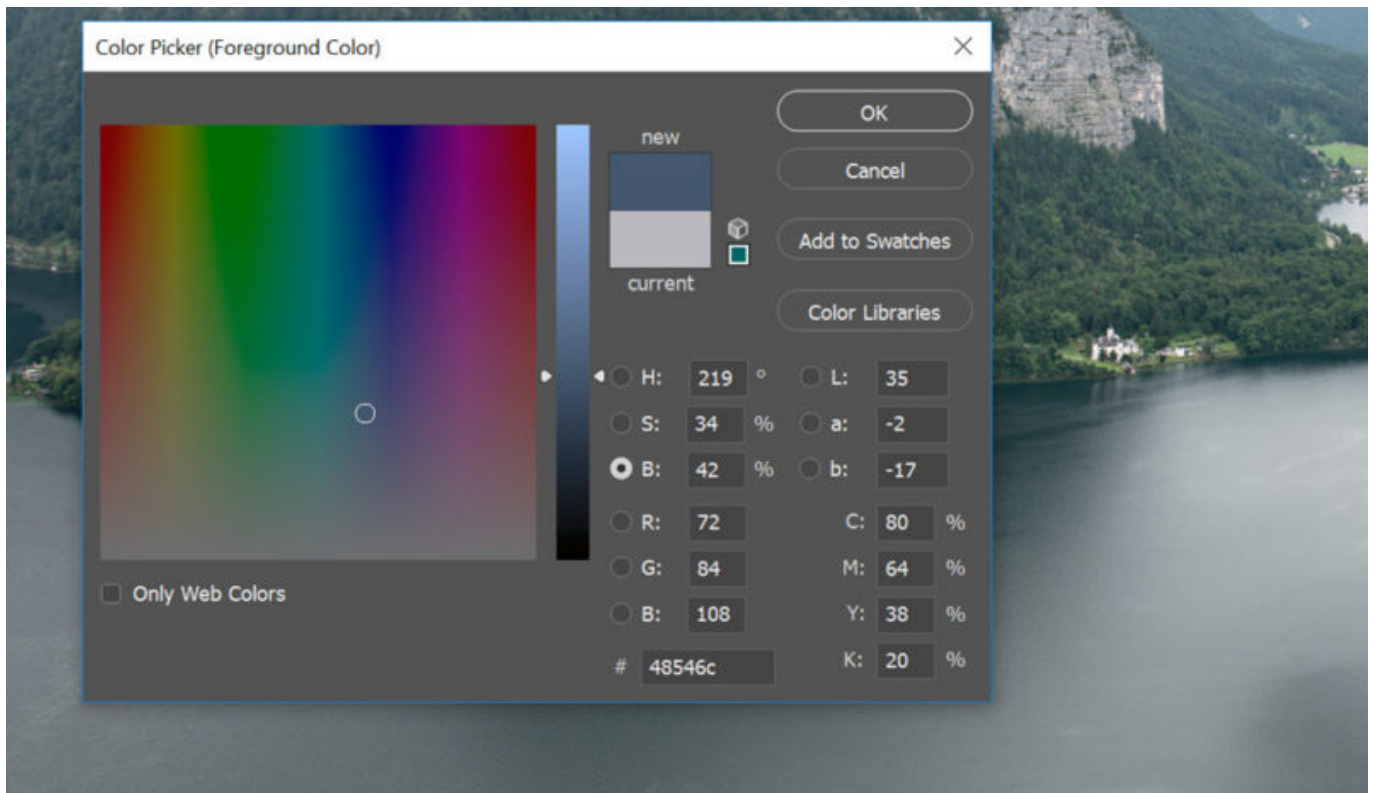 Color Picker (Foreground Color)
new
current
OK
Cancel
Add to Swatches
Color Libraries
H: 219 °
S: 34 %
B: 42 %
R: 72
G: 84
B: 108
# 48546c
L: 35
a: -2
b: -17
C: 80 %
M: 64 %
Y: 38 %
K: 20 %
Only Web Colors